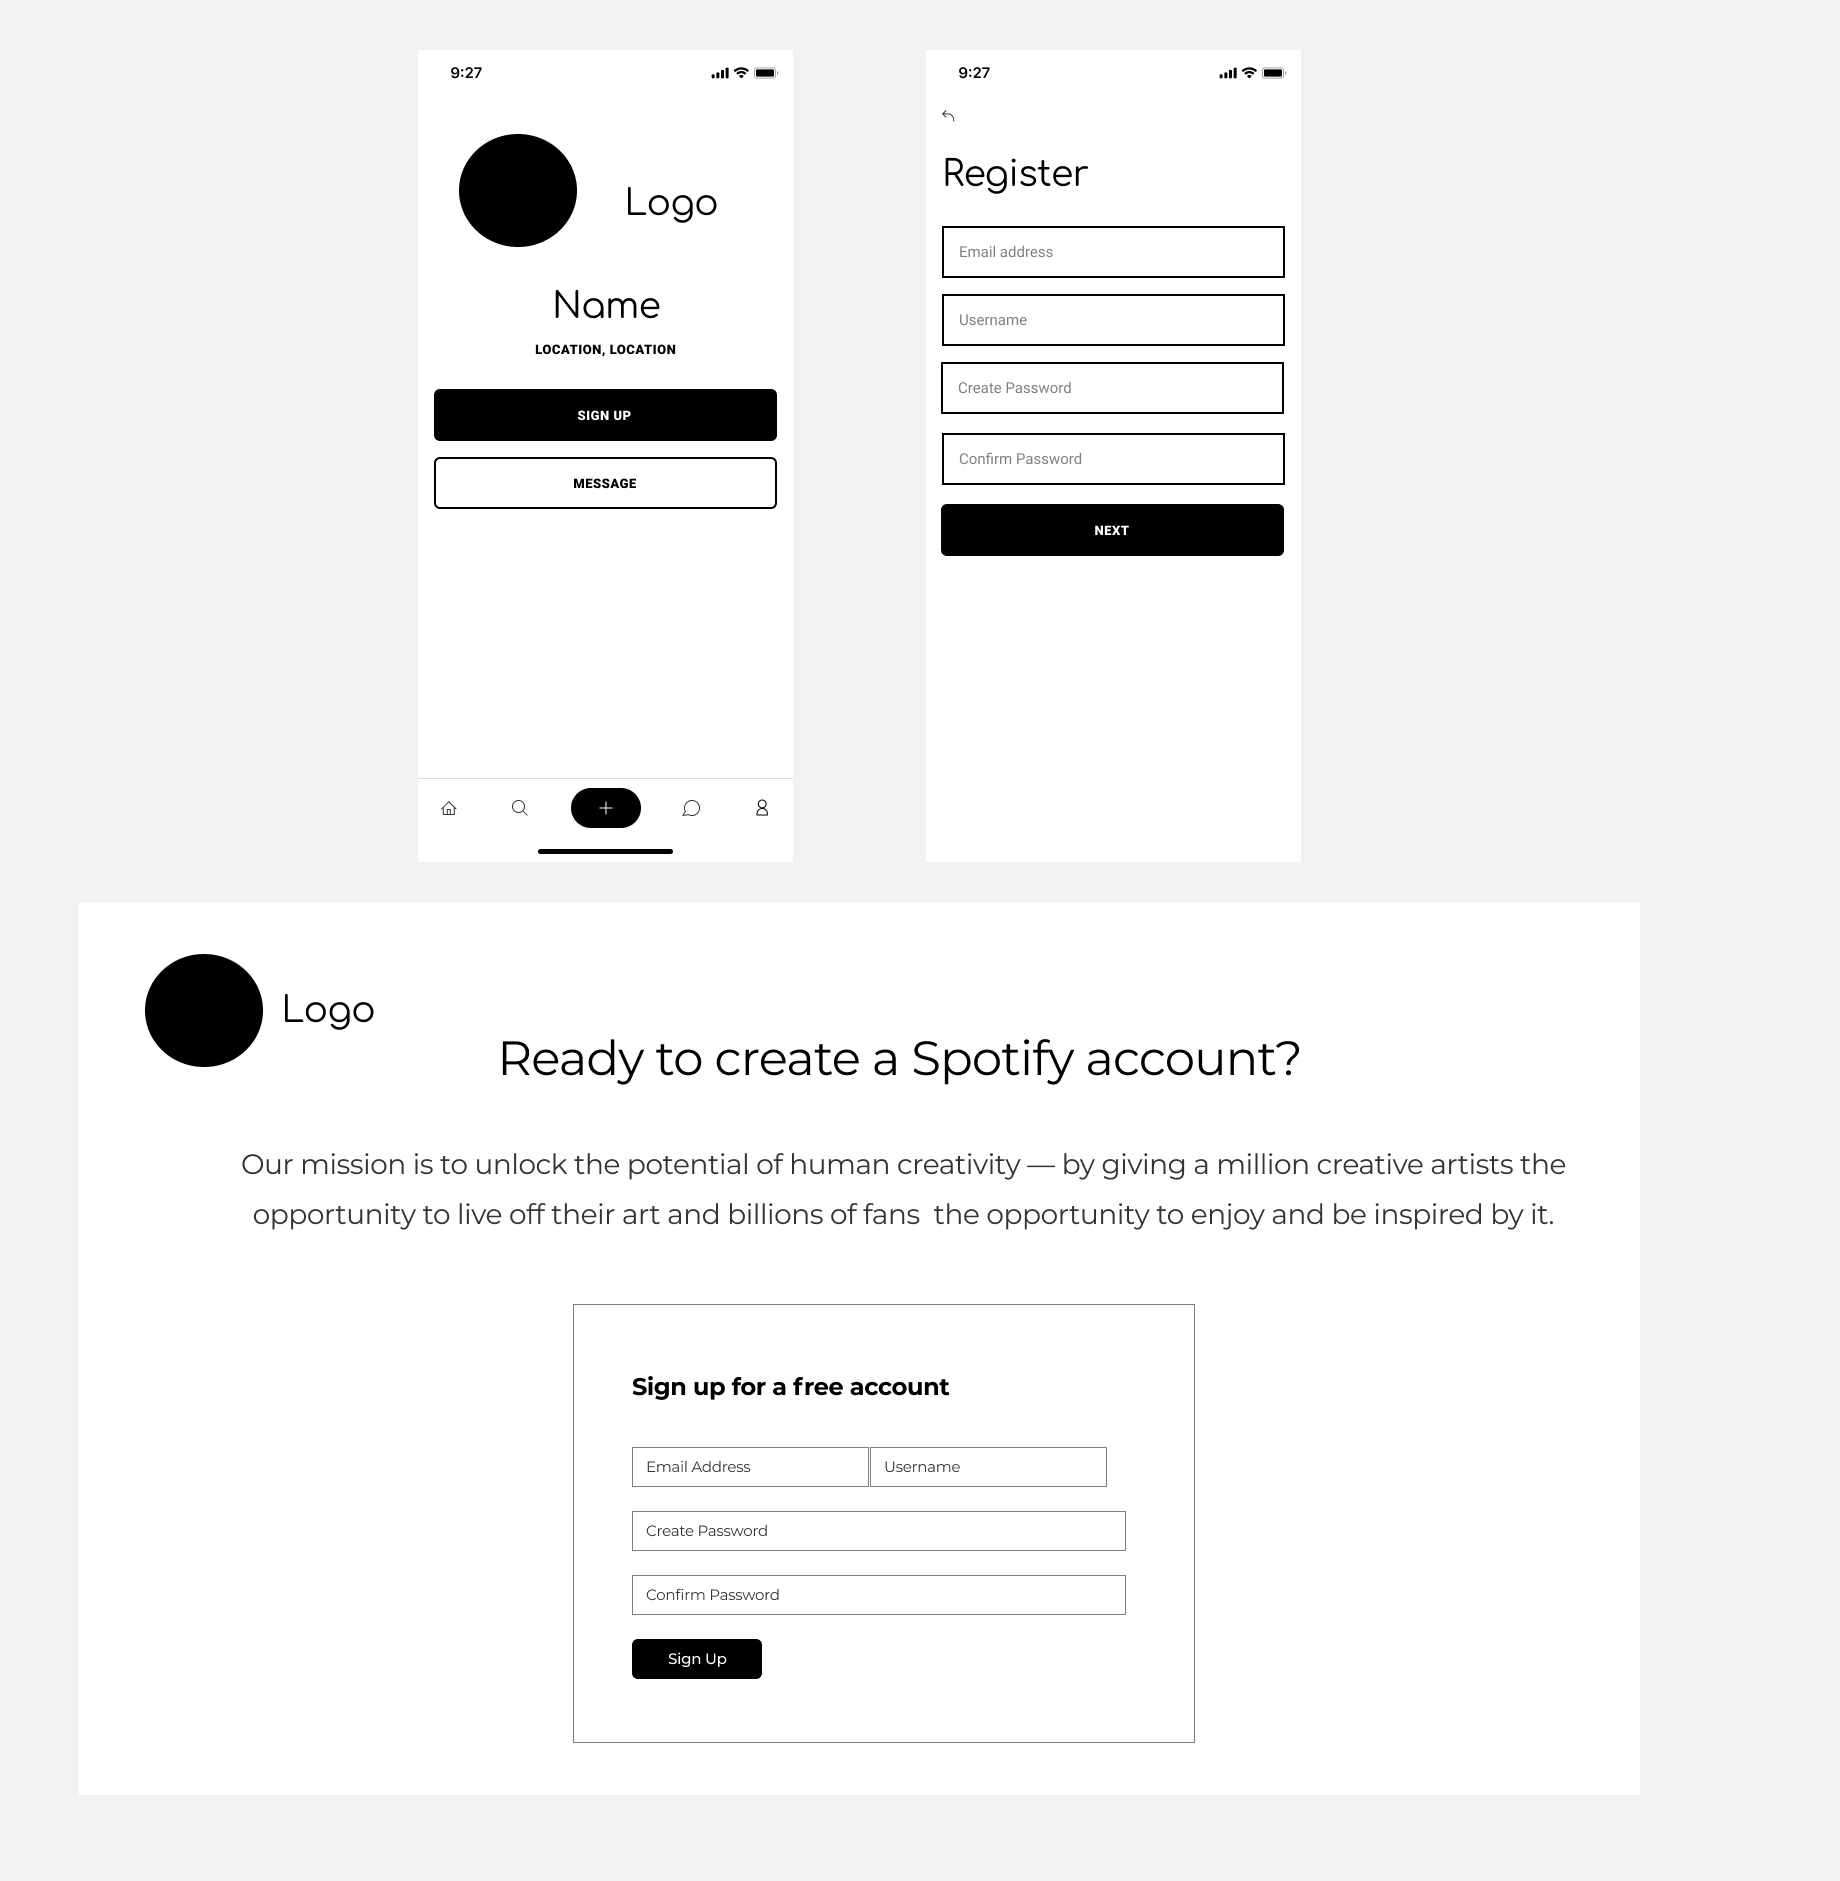 9:27
Logo
Name
LOCATION, LOCATION
SIGN UP
MESSAGE
9:27
Register
Email address
Username
Create Password
Confirm Password
NEXT
Logo
Ready to create a Spotify account?
Our mission is to unlock the potential of human creativity — by giving a million creative artists the
opportunity to live off their art and billions of fans  the opportunity to enjoy and be inspired by it.
Sign up for a free account
Email Address Username
Create Password
Confirm Password
Sign Up